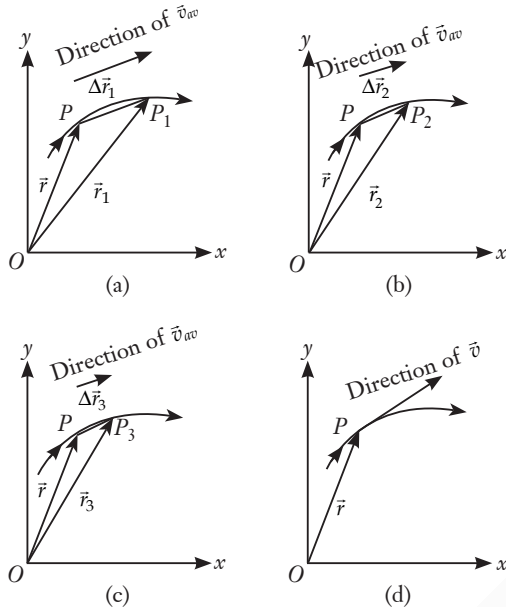 y
Direction of v⃗av
Δr⃗1
P
P1
r⃗
r⃗1
O
x
(a)
y
Direction of v⃗av
Δr⃗2
P
P2
r⃗
r⃗2
O
x
(b)
y
Direction of v⃗av
Δr⃗3
P
P3
r⃗
r⃗3
O
x
(c)
y
Direction of v⃗
P
r⃗
O
x
(d)